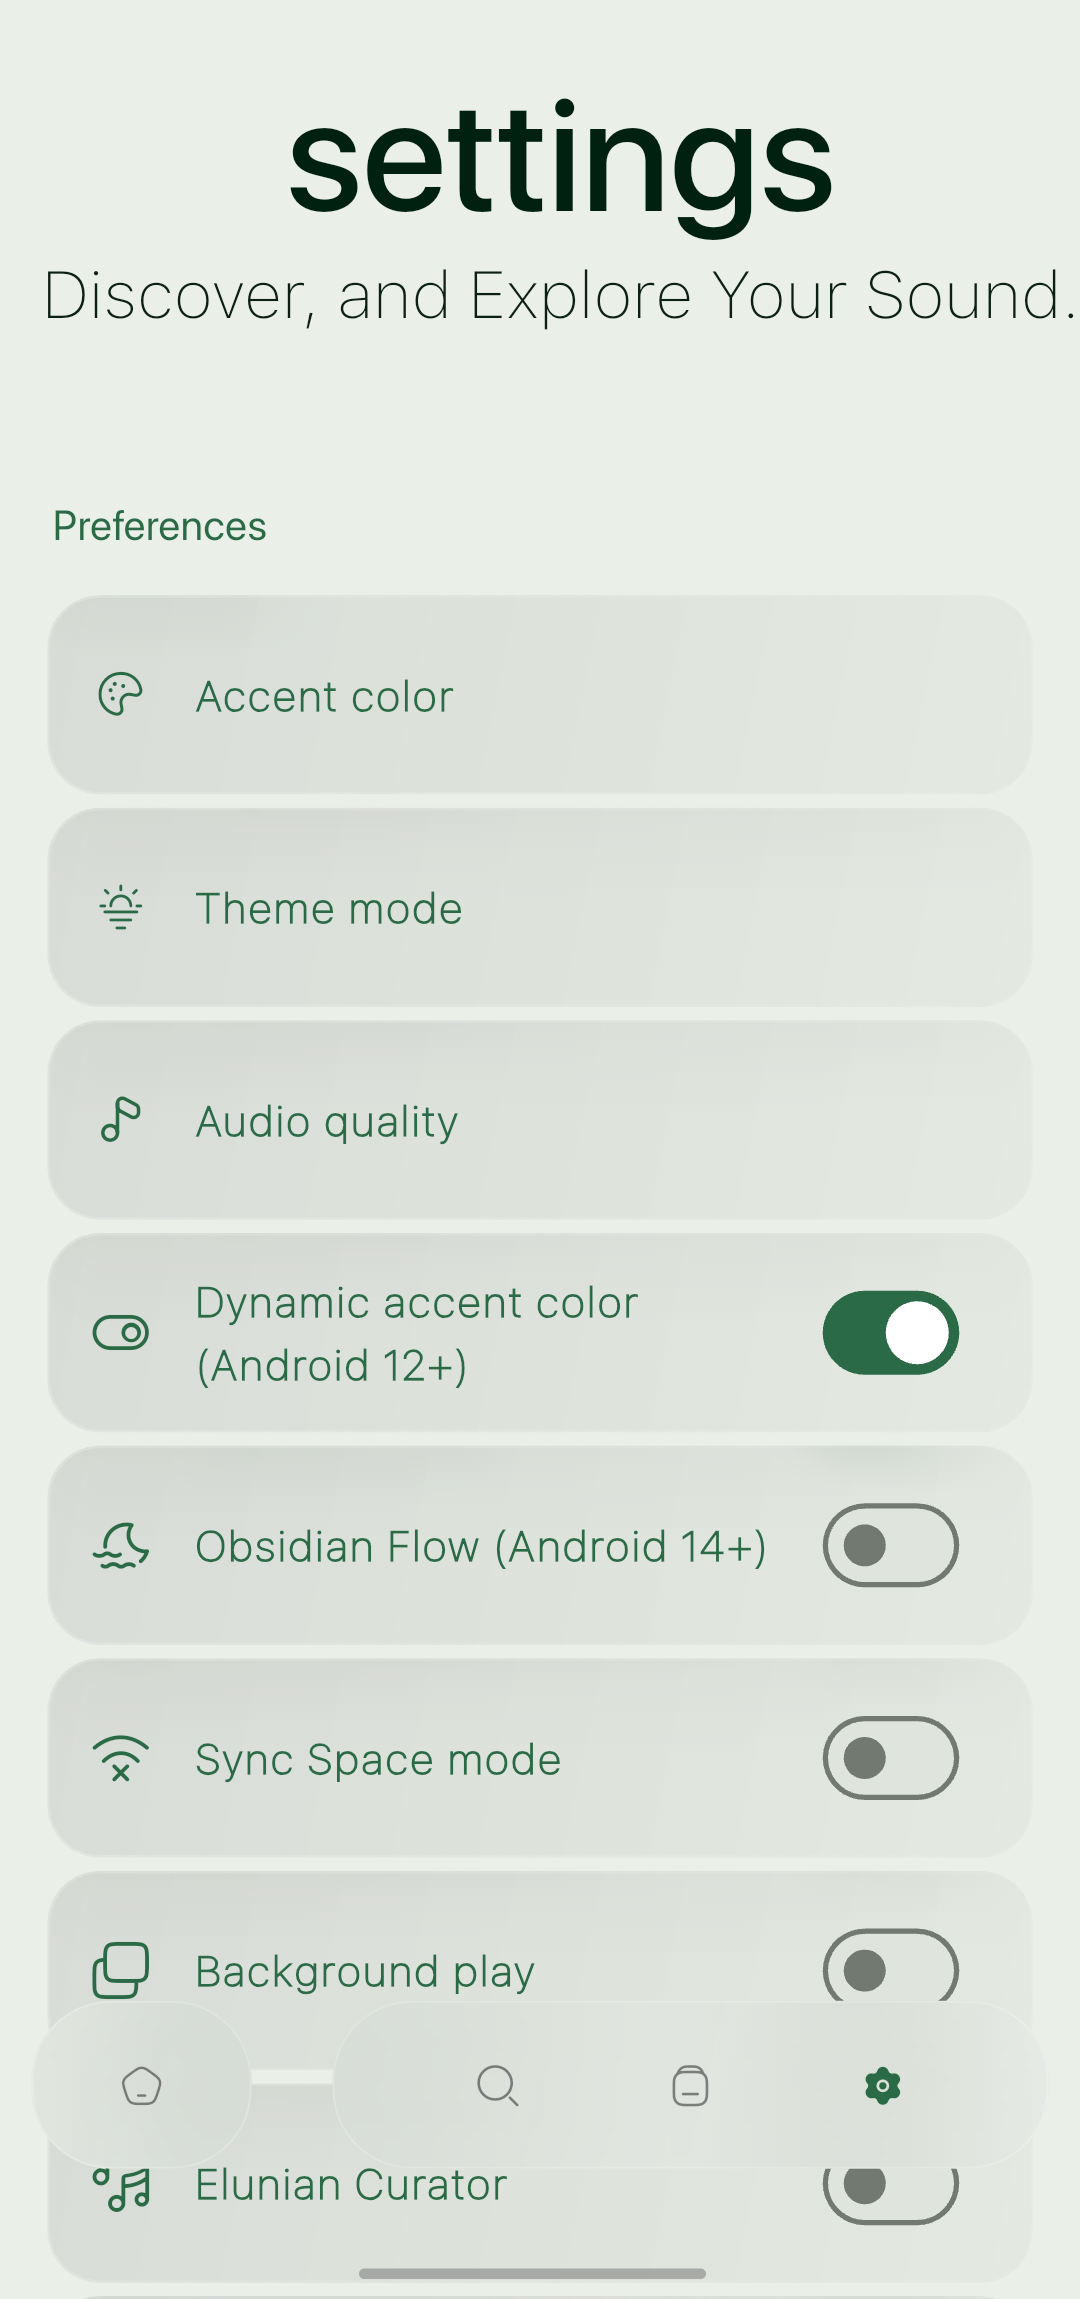 settings
Discover, and Explore Your Sound.
Preferences
Accent color
Theme mode
Audio quality
Dynamic accent color
(Android 12+)
Obsidian Flow (Android 14+)
Sync Space mode
Background play
Elunian Curator